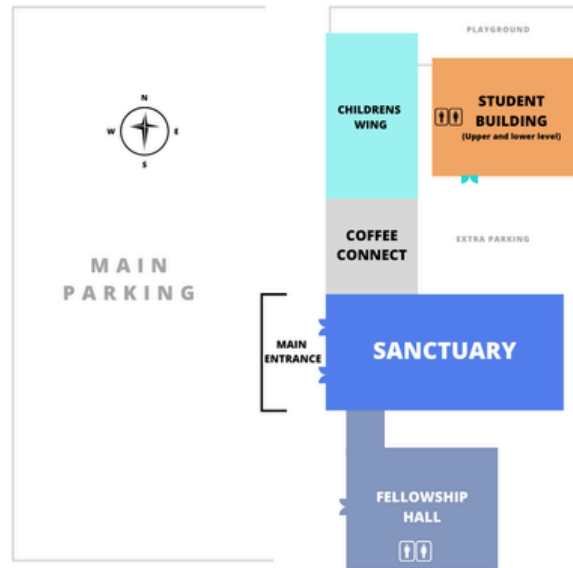 PLAYGROUND
N
W E
S
CHILDRENS
WING
STUDENT
BUILDING
(Upper and lower level)
COFFEE
CONNECT
EXTRA PARKING
MAIN
PARKING
MAIN
ENTRANCE
SANCTUARY
FELLOWSHIP
HALL